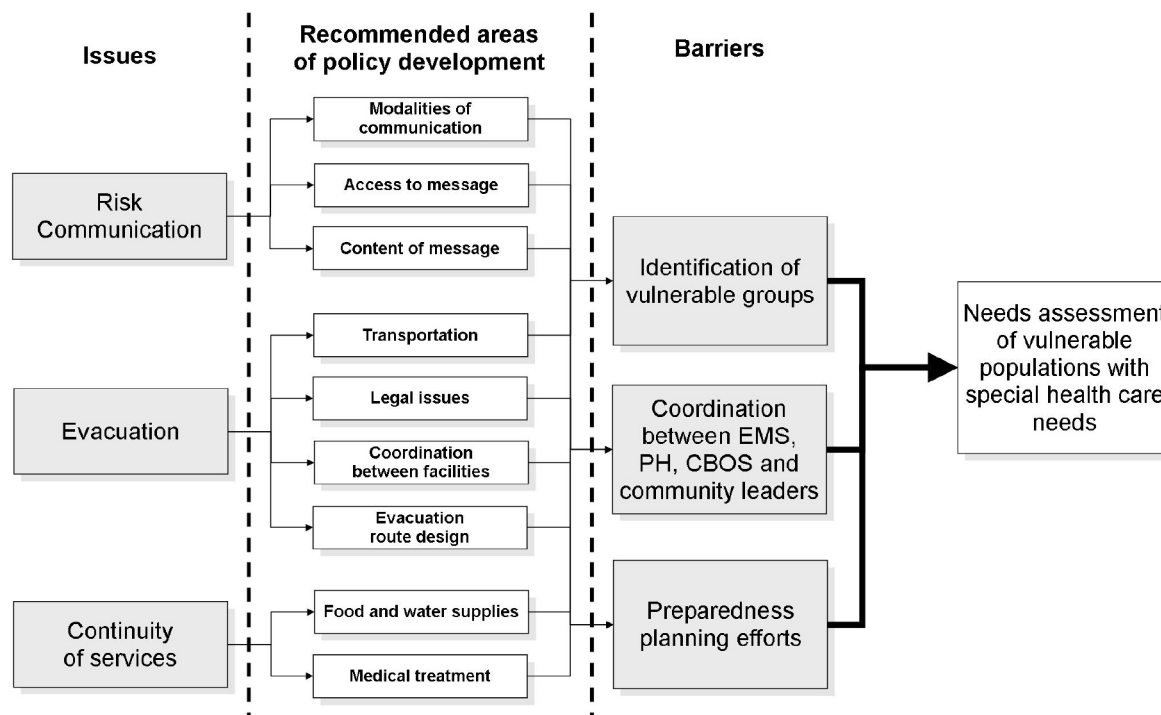 Issues
Recommended areas
of policy development
Barriers
Risk
Communication
Evacuation
Continuity
of services
Modalities of
communication
Access to message
Content of message
Transportation
Legal issues
Coordination
between facilities
Evacuation
route design
Food and water supplies
Medical treatment
Identification of
vulnerable groups
Coordination
between EMS,
PH, CBOS and
community leaders
Preparedness
planning efforts
Needs assessment
of vulnerable
populations with
special health care
needs